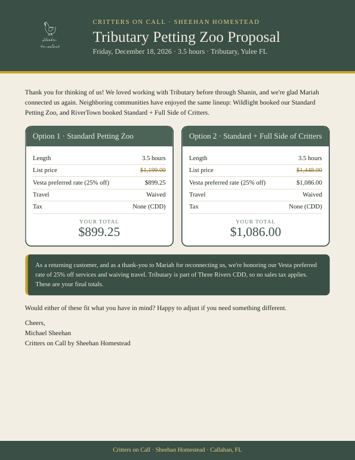 CRITTERS ON CALL · SHEEHAN HOMESTEAD
Tributary Petting Zoo Proposal
Friday, December 18, 2026 · 3.5 hours · Tributary, Yulee FL
Sheehan
Homestead
Thank you for thinking of us! We loved working with Tributary before through Shanin, and we're glad Mariah
connected us again. Neighboring communities have enjoyed the same lineup: Wildlight booked our Standard
Petting Zoo, and RiverTown booked Standard + Full Side of Critters.
Option 1 · Standard Petting Zoo
Length 3.5 hours
List price $1,199.00
Vesta preferred rate (25% off) $899.25
Travel Waived
Tax None (CDD)
YOUR TOTAL
$899.25
Option 2 · Standard + Full Side of Critters
Length 3.5 hours
List price $1,448.00
Vesta preferred rate (25% off) $1,086.00
Travel Waived
Tax None (CDD)
YOUR TOTAL
$1,086.00
As a returning customer, and as a thank-you to Mariah for reconnecting us, we're honoring our Vesta preferred
rate of 25% off services and waiving travel. Tributary is part of Three Rivers CDD, so no sales tax applies.
These are your final totals.
Would either of these fit what you have in mind? Happy to adjust if you need something different.
Cheers,
Michael Sheehan
Critters on Call by Sheehan Homestead
Critters on Call · Sheehan Homestead · Callahan, FL